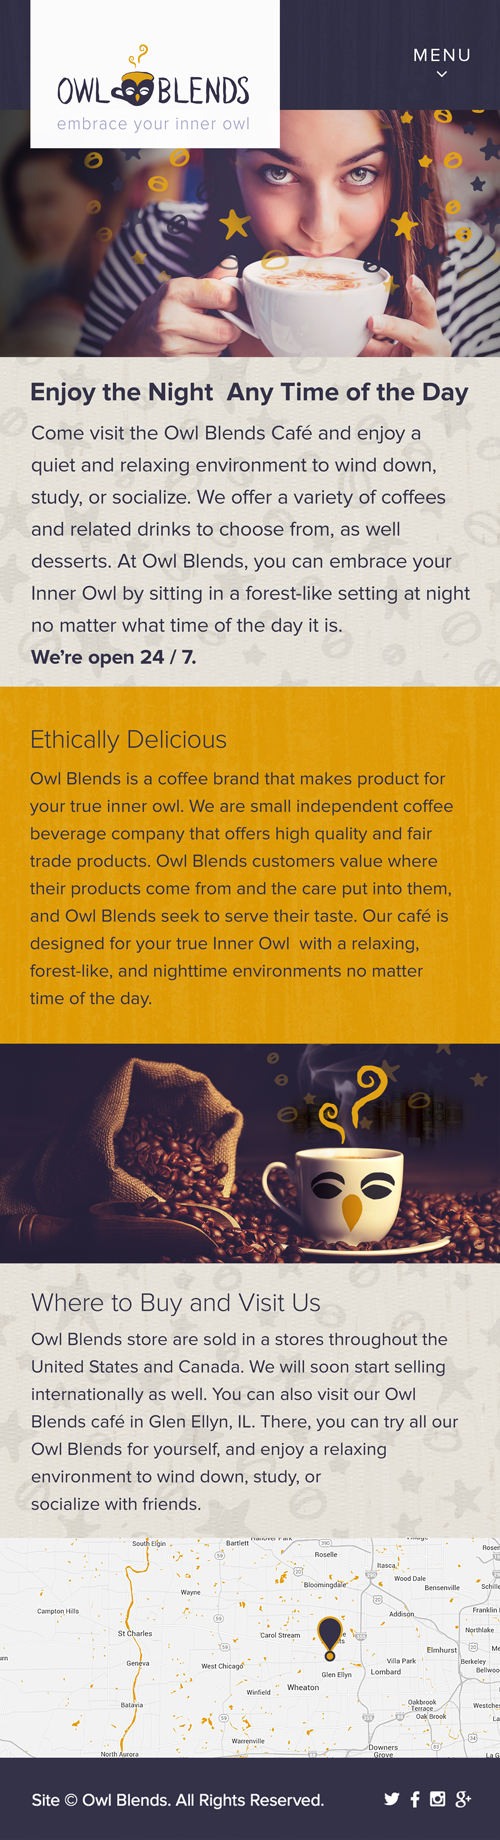 MENU
OWL BLENDS
embrace your inner owl
Enjoy the Night  Any Time of the Day
Come visit the Owl Blends Café and enjoy a
quiet and relaxing environment to wind down,
study, or socialize. We offer a variety of coffees
and related drinks to choose from, as well
desserts. At Owl Blends, you can embrace your
Inner Owl by sitting in a forest-like setting at night
no matter what time of the day it is.
We're open 24 / 7.
Ethically Delicious
Owl Blends is a coffee brand that makes product for
your true inner owl. We are small independent coffee
beverage company that offers high quality and fair
trade products. Owl Blends customers value where
their products come from and the care put into them,
and Owl Blends seek to serve their taste. Our café is
designed for your true Inner Owl  with a relaxing,
forest-like, and nighttime environments no matter
time of the day.
Where to Buy and Visit Us
Owl Blends store are sold in a stores throughout the
United States and Canada. We will soon start selling
internationally as well. You can also visit our Owl
Blends café in Glen Ellyn, IL. There, you can try all our
Owl Blends for yourself, and enjoy a relaxing
environment to wind down, study, or
socialize with friends.
South Elgin
Bartlett
390
Roselle
59
Itasca
20
Wood Dale
Bloomingdale
Bensenville
Wayne
Campton Hills
Addison
59
St Charles
Carol Stream
Northlake
Elmhurst
Geneva
West Chicago
Glen Ellyn
Villa Park
Berkeley
Lombard
Wheaton
Winfield
Batavia
Oakbrook
Terrace
Oak Brook
59
34
Warrenville
North Aurora
Downers
Grove
Site © Owl Blends. All Rights Reserved.